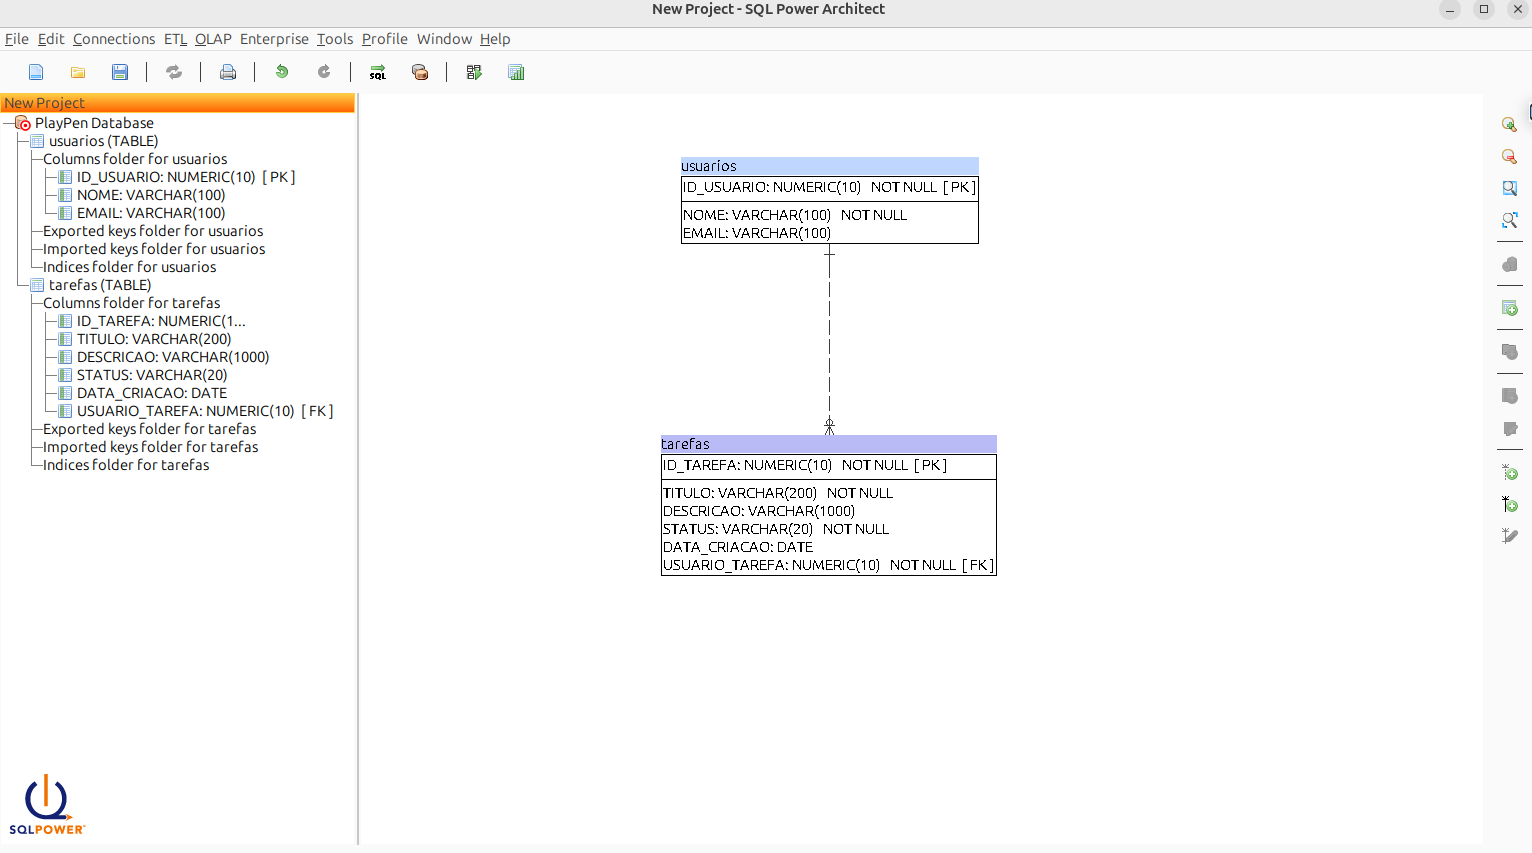 New Project - SQL Power Architect
File Edit Connections ETL OLAP Enterprise Tools Profile Window Help
SQL
New Project
PlayPen Database
usuarios (TABLE)
Columns folder for usuarios
ID_USUARIO: NUMERIC(10) [ PK ]
NOME: VARCHAR(100)
EMAIL: VARCHAR(100)
Exported keys folder for usuarios
Imported keys folder for usuarios
Indices folder for usuarios
tarefas (TABLE)
Columns folder for tarefas
ID_TAREFA: NUMERIC(1...
TITULO: VARCHAR(200)
DESCRICAO: VARCHAR(1000)
STATUS: VARCHAR(20)
DATA_CRIACAO: DATE
USUARIO_TAREFA: NUMERIC(10) [ FK ]
Exported keys folder for tarefas
Imported keys folder for tarefas
Indices folder for tarefas
SQLPOWER
usuarios
ID_USUARIO: NUMERIC(10) NOT NULL [ PK ]
NOME: VARCHAR(100) NOT NULL
EMAIL: VARCHAR(100)
tarefas
ID_TAREFA: NUMERIC(10) NOT NULL [ PK ]
TITULO: VARCHAR(200) NOT NULL
DESCRICAO: VARCHAR(1000)
STATUS: VARCHAR(20) NOT NULL
DATA_CRIACAO: DATE
USUARIO_TAREFA: NUMERIC(10) NOT NULL [ FK ]